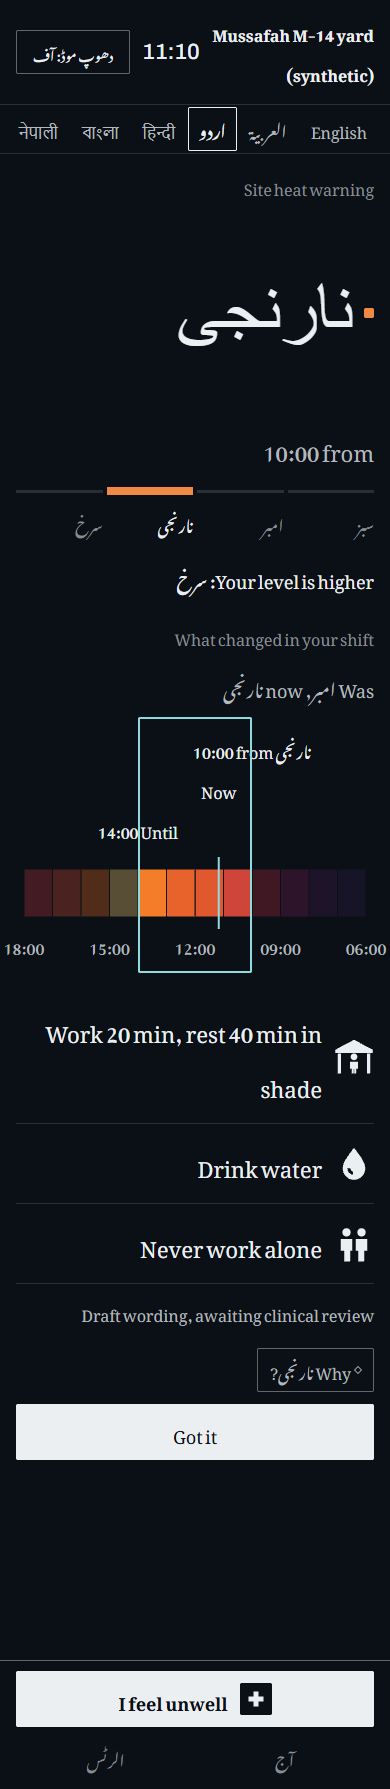 Mussafah M-14 yard
(synthetic)
11:10
دھوپ موڈ: آف
English
العربية
اردو
हिन्दी
বাংলা
नेपाली
Site heat warning
نارنجی
10:00 from
سبز
امبر
نارنجی
سرخ
Your level is higher: سرخ
What changed in your shift
Was امبر, now نارنجی
نارنجی from 10:00
Now
Until 14:00
06:00
09:00
12:00
15:00
18:00
Work 20 min, rest 40 min in
shade
Drink water
Never work alone
Draft wording, awaiting clinical review
Why نارنجی?
Got it
I feel unwell
آج
الرٹس